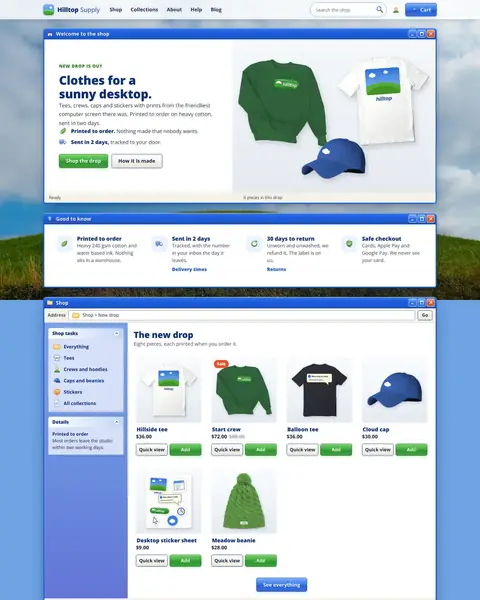 Hilltop Supply
Shop
Collections
About
Help
Blog
Search the shop
Cart
Welcome to the shop
NEW DROP IS OUT
Clothes for a
sunny desktop.
Tees, crews, caps and stickers with prints from the friendliest
computer screen there was. Printed to order on heavy cotton,
sent in two days.
Printed to order. Nothing made that nobody wants.
Sent in 2 days, tracked to your door.
Shop the drop
How it is made
hilltop
Ready
8 pieces in this drop
Good to know
Printed to order
Heavy 240 gsm cotton and
water based ink. Nothing
sits in a warehouse.
Sent in 2 days
Tracked, with the number
in your inbox the day it
leaves.
Delivery times
30 days to return
Unworn and unwashed, we
refund it. The label is on
us.
Returns
Safe checkout
Cards, Apple Pay and
Google Pay. We never see
your card.
Shop
Address
Shop > New drop
Go
Shop tasks
Everything
Tees
Crews and hoodies
Caps and beanies
Stickers
All collections
Details
Printed to order
Most orders leave the studio
within two working days.
The new drop
Eight pieces, each printed when you order it.
Hillside tee
$36.00
Quick view
Add
Sale
Start crew
$72.00
Quick view
Add
Balloon tee
$36.00
Quick view
Add
Cloud cap
$30.00
Quick view
Add
Desktop sticker sheet
$9.00
Quick view
Add
Meadow beanie
$28.00
Quick view
Add
See everything